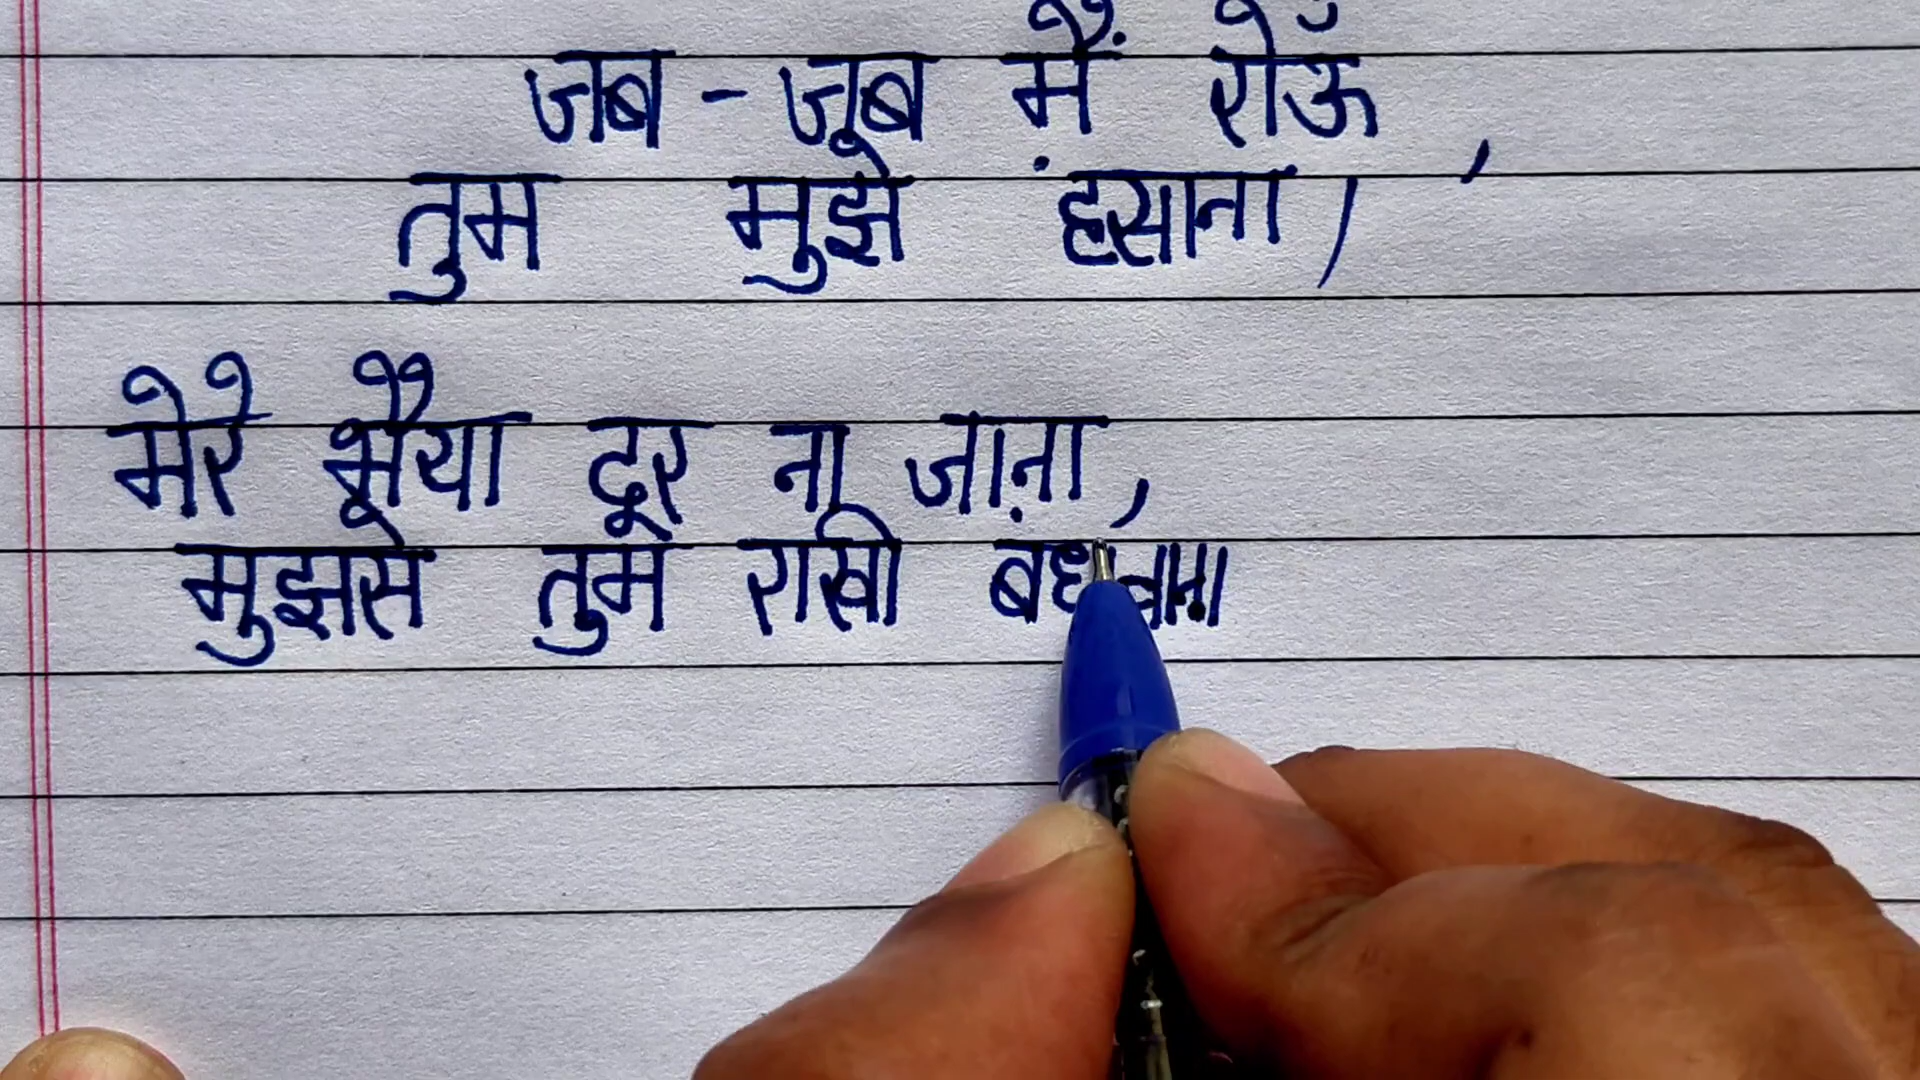 जब - जब मैं रोऊँ ,
तुम मुझे हंसाना /
मेरे भैया दूर ना जाना ,
मुझसे तुम राखी बंधवाना